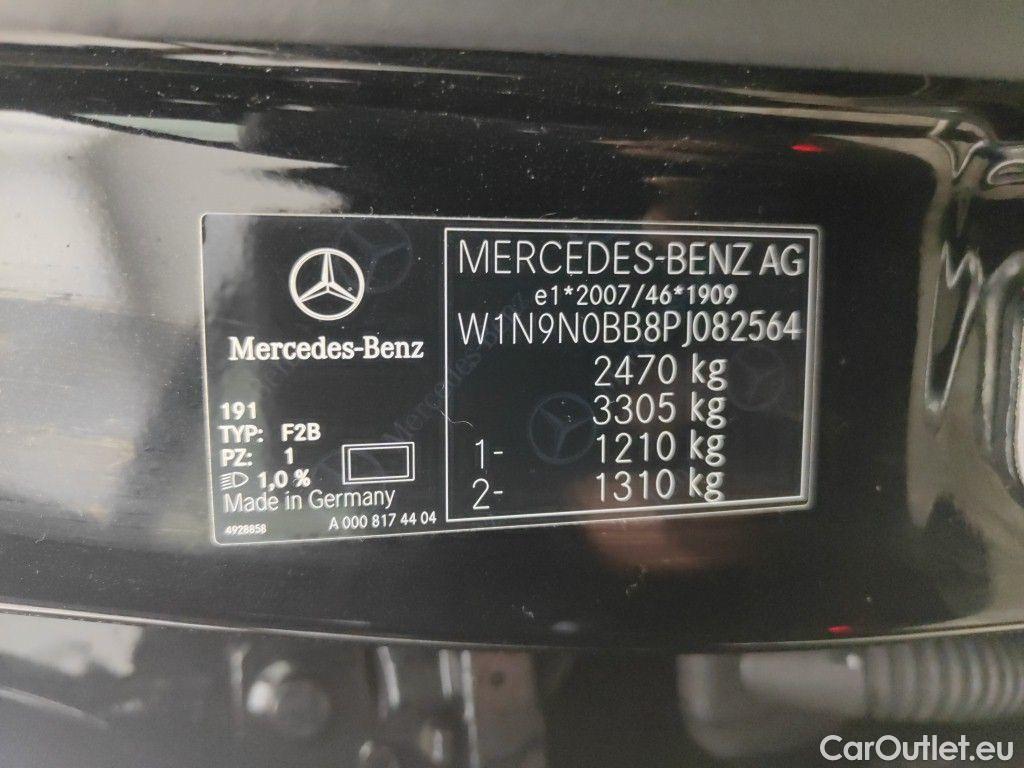 Mercedes-Benz
191
TYP: F2B
PZ: 1
1,0 %
Made in Germany
4928858
A 000 817 44 04
MERCEDES-BENZ AG
e1*2007/46*1909
W1N9N0BB8PJ082564
2470 kg
3305 kg
1- 1210 kg
2- 1310 kg
CarOutlet.eu